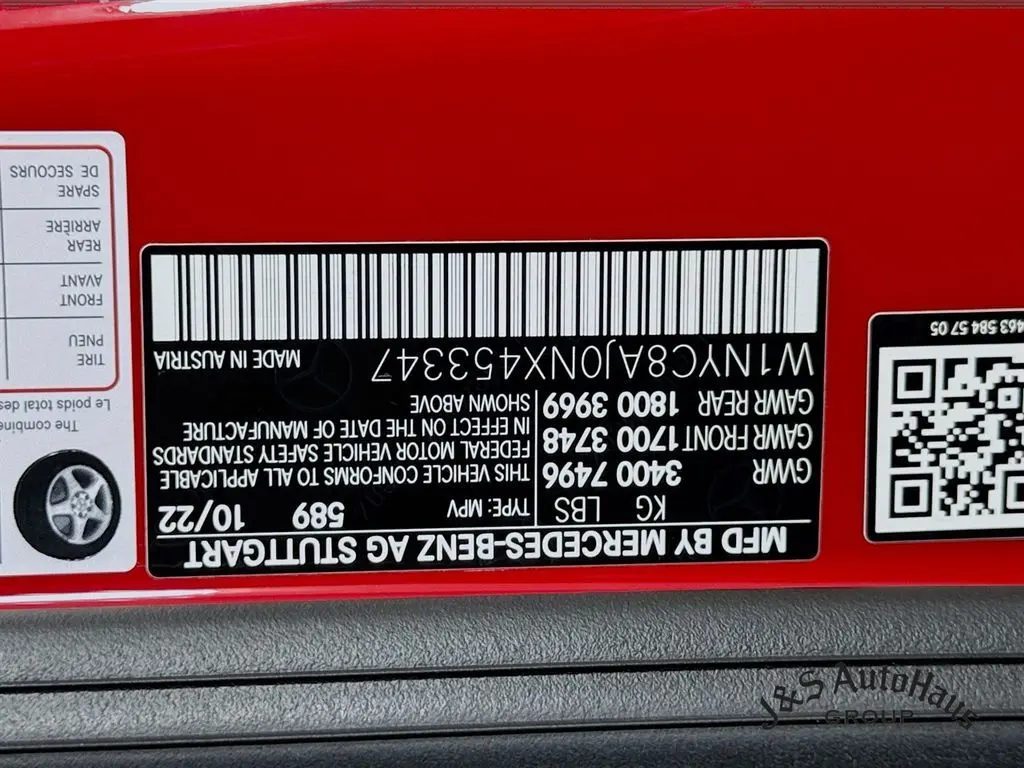 MFD BY MERCEDES-BENZ AG STUTTGART
KG LBS
GVWR 3400 7496
GAWR FRONT 1700 3748
GAWR REAR 1800 3969
TYPE: MPV 589 10/22
THIS VEHICLE CONFORMS TO ALL APPLICABLE
FEDERAL MOTOR VEHICLE SAFETY STANDARDS
IN EFFECT ON THE DATE OF MANUFACTURE
SHOWN ABOVE
W1NYC8AJ0NX453347
MADE IN AUSTRIA
The combine
Le poids total des
TIRE
PNEU
FRONT
AVANT
REAR
ARRIÈRE
SPARE
DE SECOURS
463 584 57 05
J&S AutoHaus
GROUP